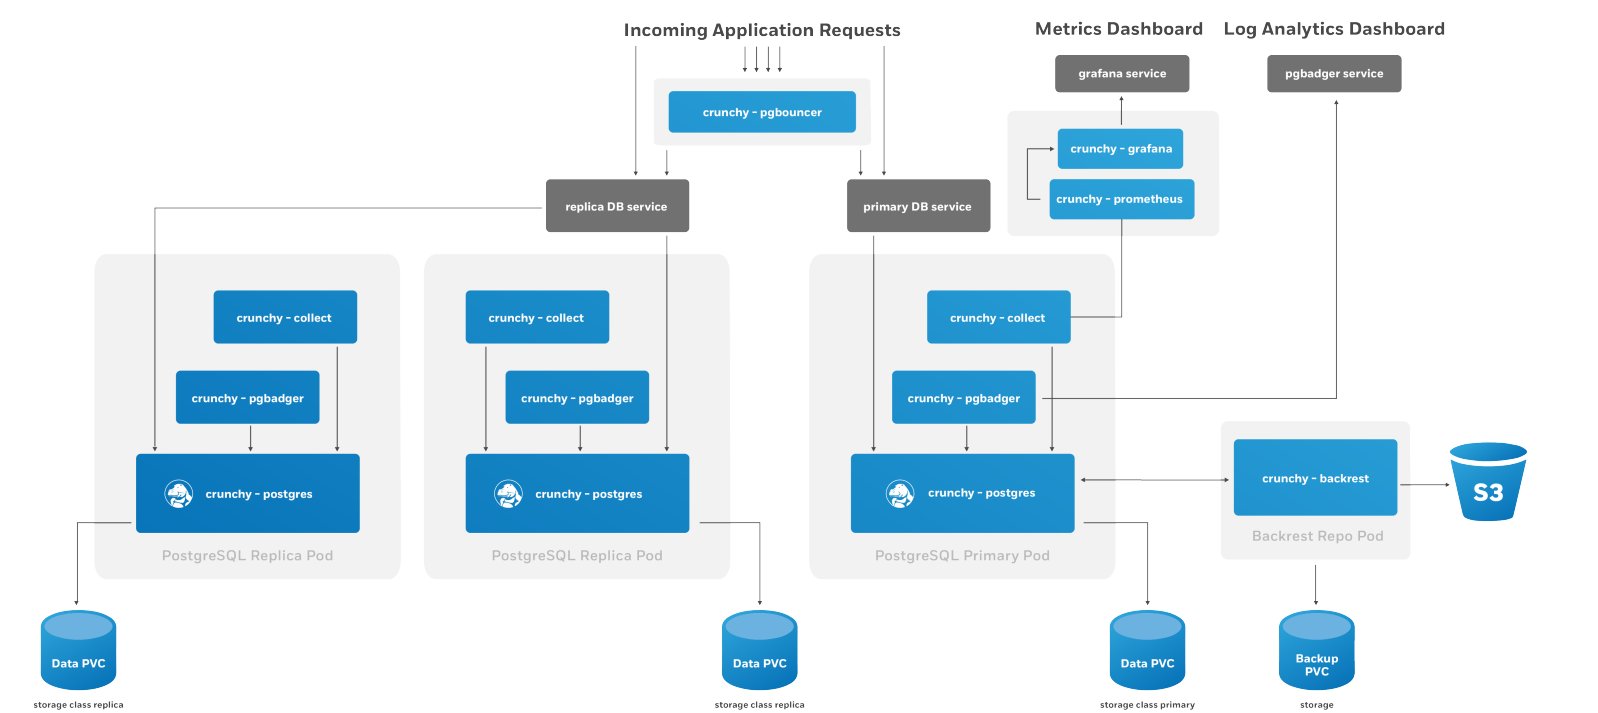 Incoming Application Requests
Metrics Dashboard
Log Analytics Dashboard
grafana service
pgbadger service
crunchy - pgbouncer
crunchy - grafana
crunchy - prometheus
replica DB service
primary DB service
crunchy - collect
crunchy - collect
crunchy - collect
crunchy - pgbadger
crunchy - pgbadger
crunchy - pgbadger
crunchy - postgres
crunchy - postgres
crunchy - postgres
crunchy - backrest
S3
PostgreSQL Replica Pod
PostgreSQL Replica Pod
PostgreSQL Primary Pod
Backrest Repo Pod
Data PVC
Data PVC
Data PVC
Backup
PVC
storage class replica
storage class replica
storage class primary
storage